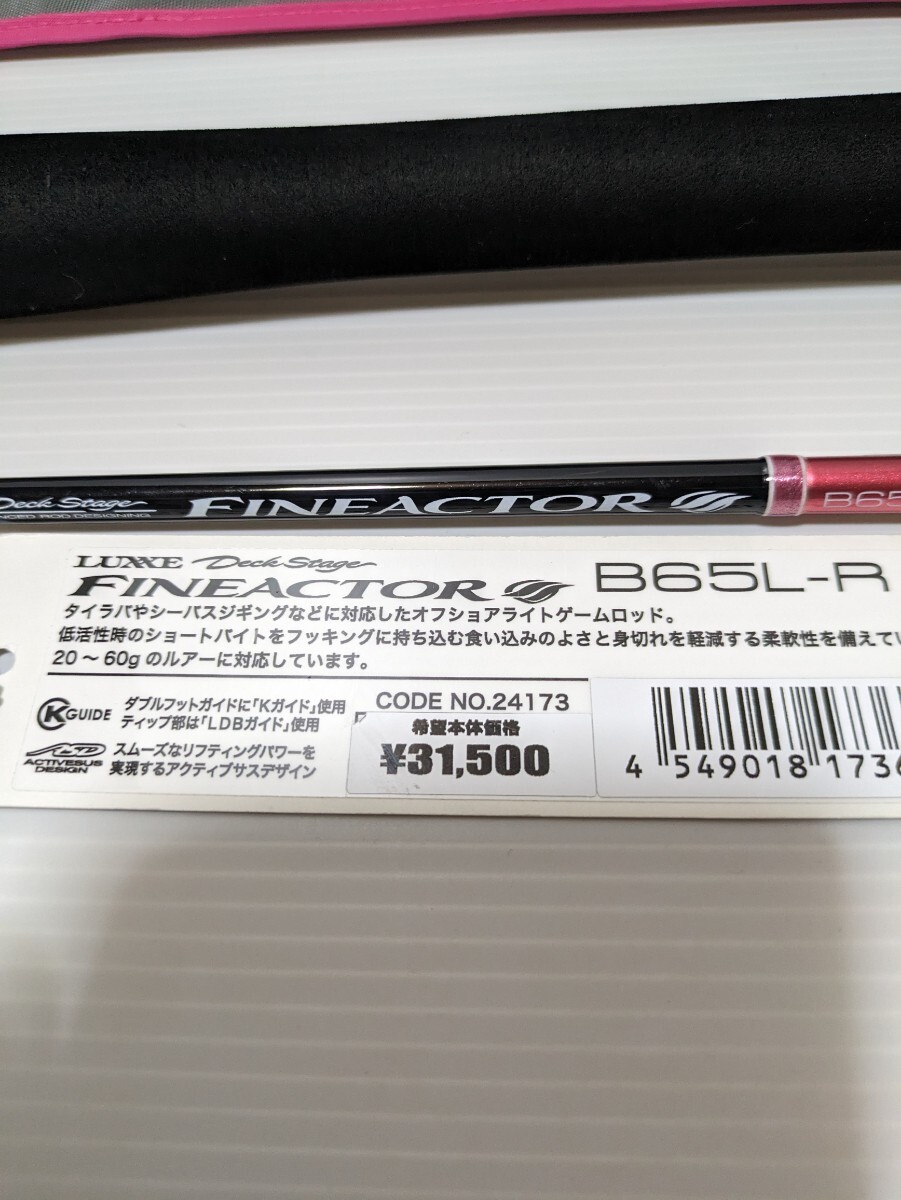 Deck Stage FINEACTOR B65
ROD DESIGNING
LUXXE Deck Stage
FINEACTOR B65L-R
タイラバやシーバスジギングなどに対応したオフショアライトゲームロッド。
低活性時のショートバイトをフッキングに持ち込む食い込みのよさと身切れを軽減する柔軟性を備えてい
20～60gのルアーに対応しています。
KGUIDE
ダブルフットガイドに「Kガイド」使用
ティップ部は「LDBガイド」使用
ACTIVESUS
DESIGN
スムーズなリフティングパワーを
実現するアクティブサスデザイン
CODE NO.24173
希望本体価格
¥31,500
4 549018 1736